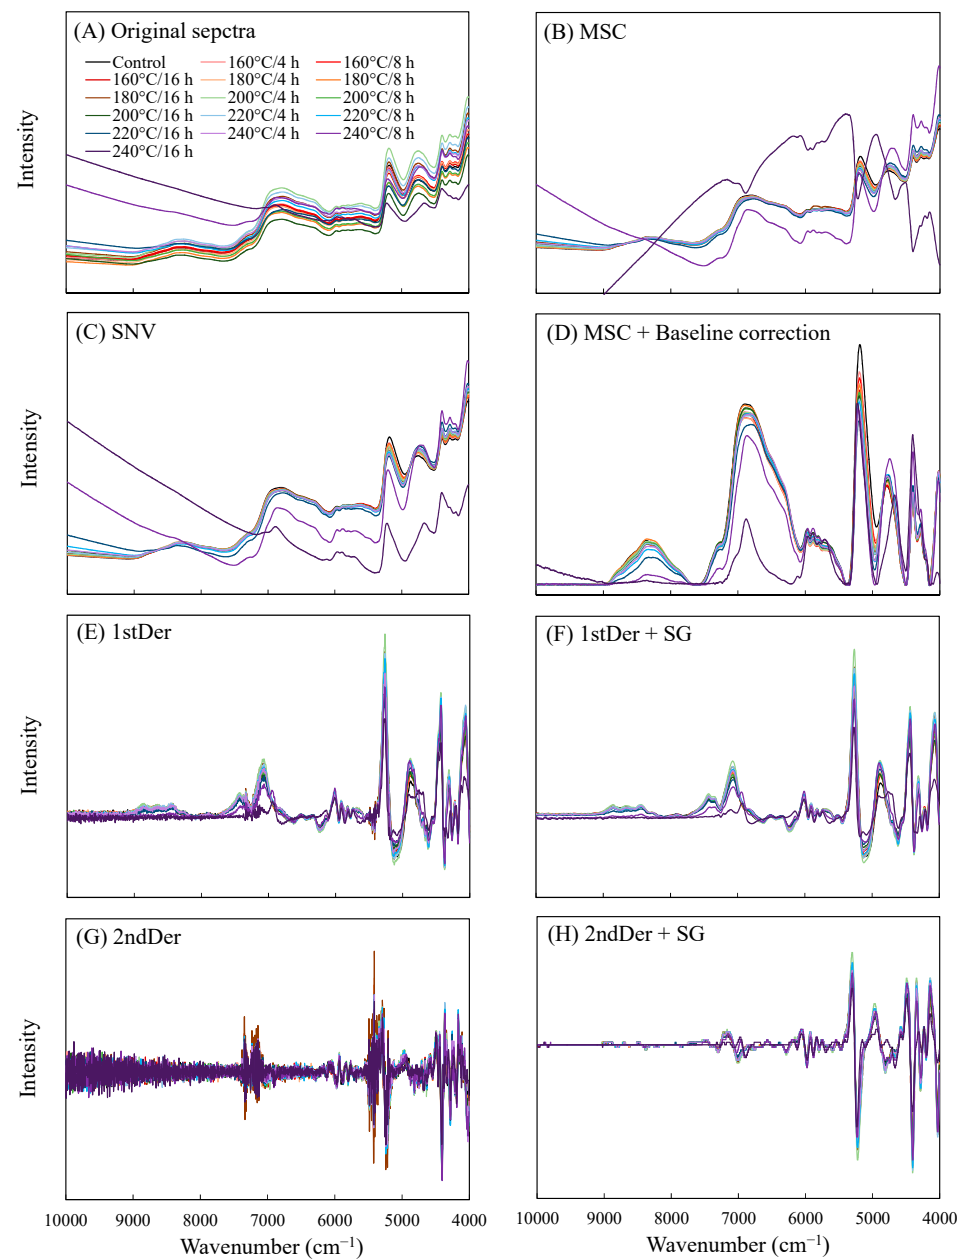 (A) Original sepctra
Control 160°C/4 h 160°C/8 h
160°C/16 h 180°C/4 h 180°C/8 h
180°C/16 h 200°C/4 h 200°C/8 h
200°C/16 h 220°C/4 h 220°C/8 h
220°C/16 h 240°C/4 h 240°C/8 h
240°C/16 h
Intensity
(B) MSC
(C) SNV
Intensity
(D) MSC + Baseline correction
(E) 1stDer
Intensity
(F) 1stDer + SG
(G) 2ndDer
Intensity
(H) 2ndDer + SG
10000 9000 8000 7000 6000 5000 4000
Wavenumber (cm⁻¹)
10000 9000 8000 7000 6000 5000 4000
Wavenumber (cm⁻¹)